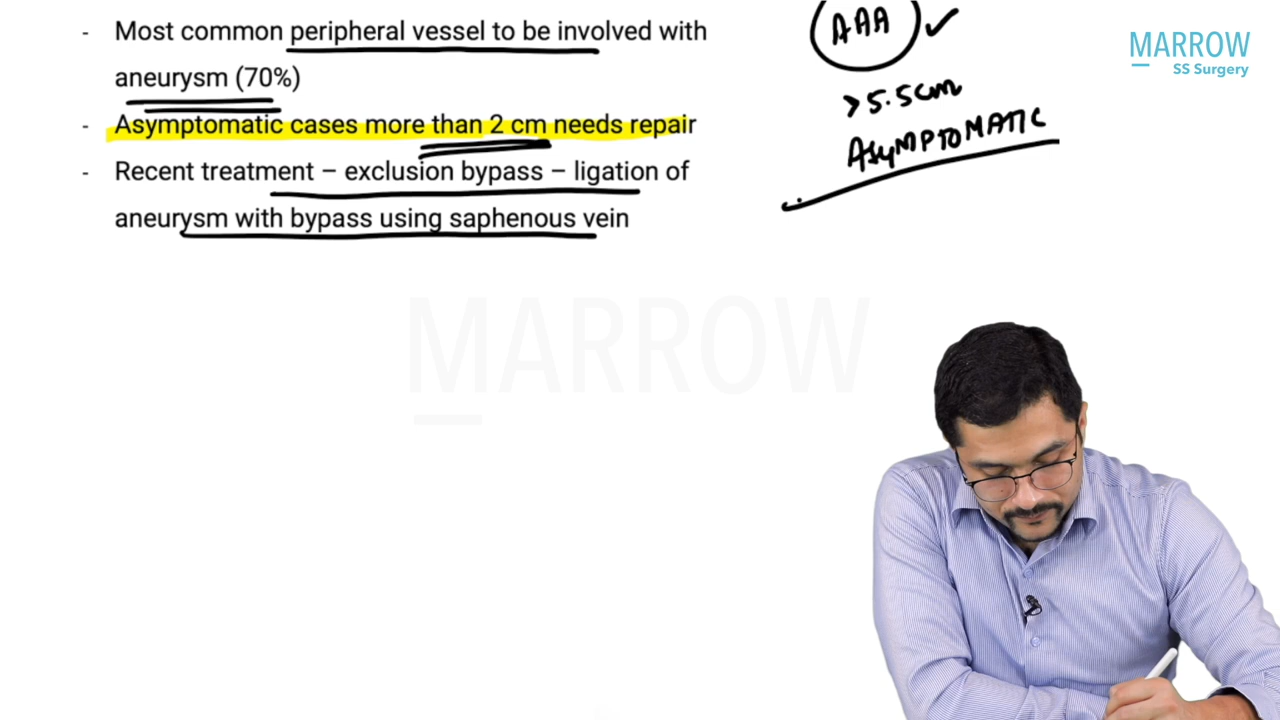 - Most common peripheral vessel to be involved with
aneurysm (70%)
- Asymptomatic cases more than 2 cm needs repair
- Recent treatment – exclusion bypass – ligation of
aneurysm with bypass using saphenous vein
AAA ✓
>5.5cm
ASyMPTOMATIC
MARROW
SS Surgery
MARROW